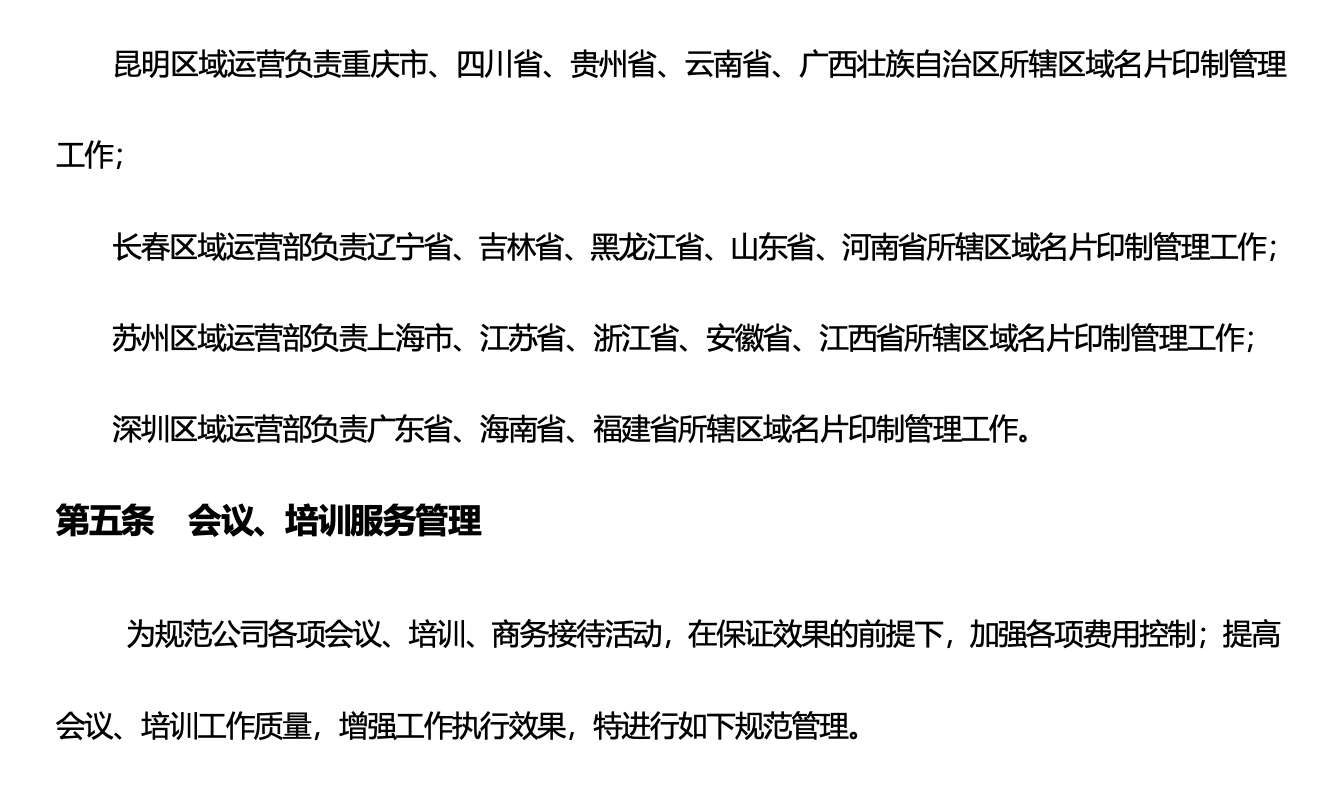 昆明区域运营负责重庆市、四川省、贵州省、云南省、广西壮族自治区所辖区域名片印制管理
工作；
长春区域运营部负责辽宁省、吉林省、黑龙江省、山东省、河南省所辖区域名片印制管理工作；
苏州区域运营部负责上海市、江苏省、浙江省、安徽省、江西省所辖区域名片印制管理工作；
深圳区域运营部负责广东省、海南省、福建省所辖区域名片印制管理工作。
第五条　会议、培训服务管理
为规范公司各项会议、培训、商务接待活动，在保证效果的前提下，加强各项费用控制；提高
会议、培训工作质量，增强工作执行效果，特进行如下规范管理。